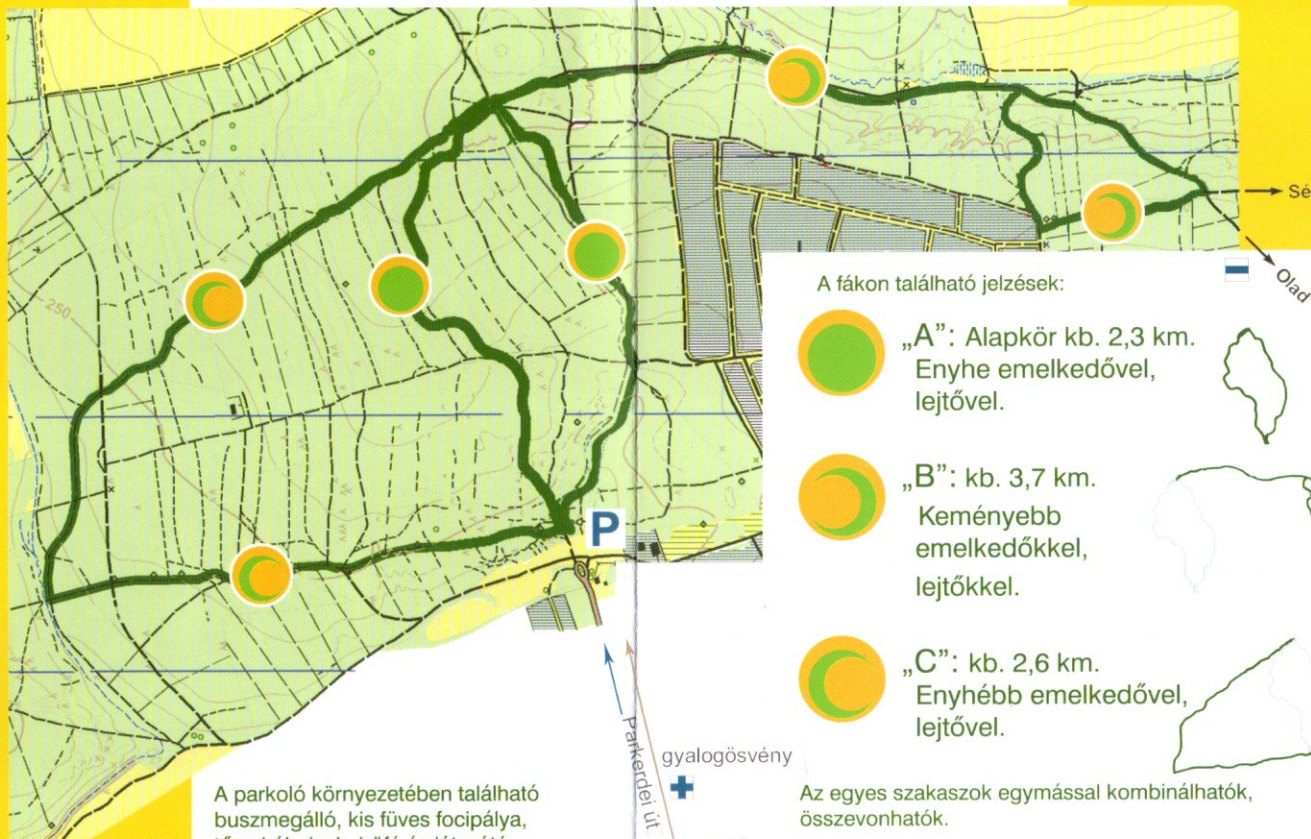 250
Sé
Olad
P
A fákon található jelzések:
„A”: Alapkör kb. 2,3 km.
Enyhe emelkedővel,
lejtővel.
„B”: kb. 3,7 km.
Keményebb
emelkedőkkel,
lejtőkkel.
„C”: kb. 2,6 km.
Enyhébb emelkedővel,
lejtővel.
Parkerdei út
gyalogösvény
A parkoló környezetében található
buszmegálló, kis füves focipálya,
Az egyes szakaszok egymással kombinálhatók,
összevonhatók.